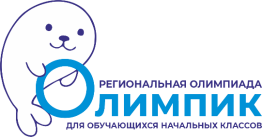 РЕГИОНАЛЬНАЯ ОЛИМПИАДА
Олимпик
ДЛЯ ОБУЧАЮЩИХСЯ НАЧАЛЬНЫХ КЛАССОВ